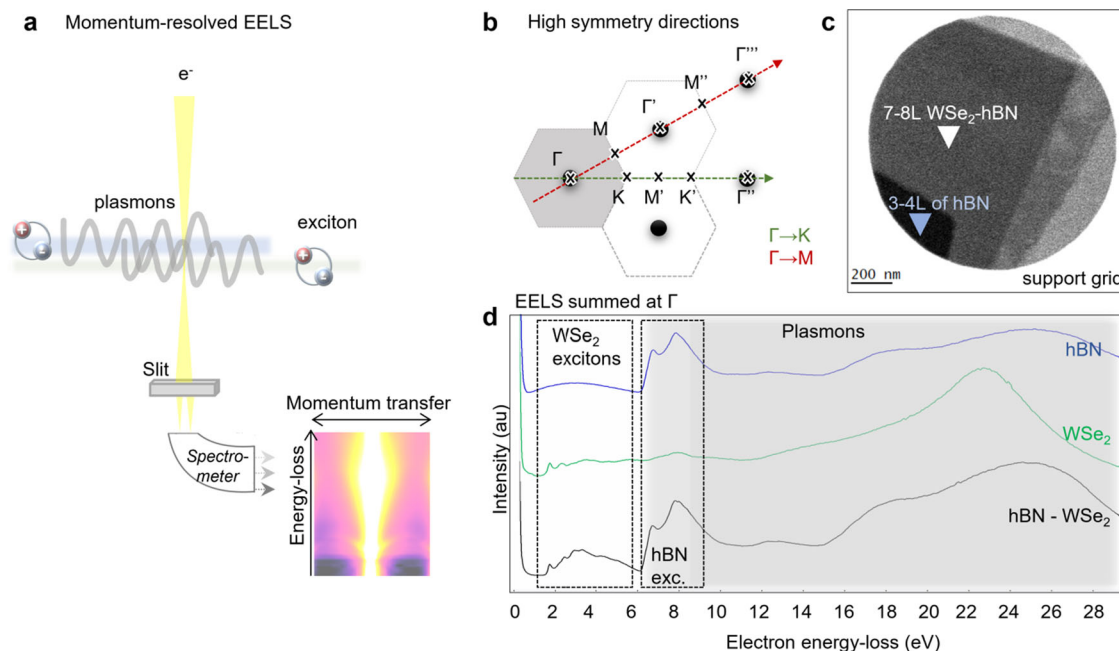 a Momentum-resolved EELS
e-
plasmons
exciton
+
-
+
-
Slit
Spectro-
meter
Momentum transfer
Energy-loss
b High symmetry directions
Γ'''
M''
Γ'
M
Γ
K
M'
K'
Γ''
Γ→K
Γ→M
c
7-8L WSe₂-hBN
3-4L of hBN
200 nm
support grid
EELS summed at Γ
d
WSe₂
excitons
Plasmons
hBN
WSe₂
hBN - WSe₂
hBN
exc.
Intensity (au)
0 2 4 6 8 10 12 14 16 18 20 22 24 26 28
Electron energy-loss (eV)